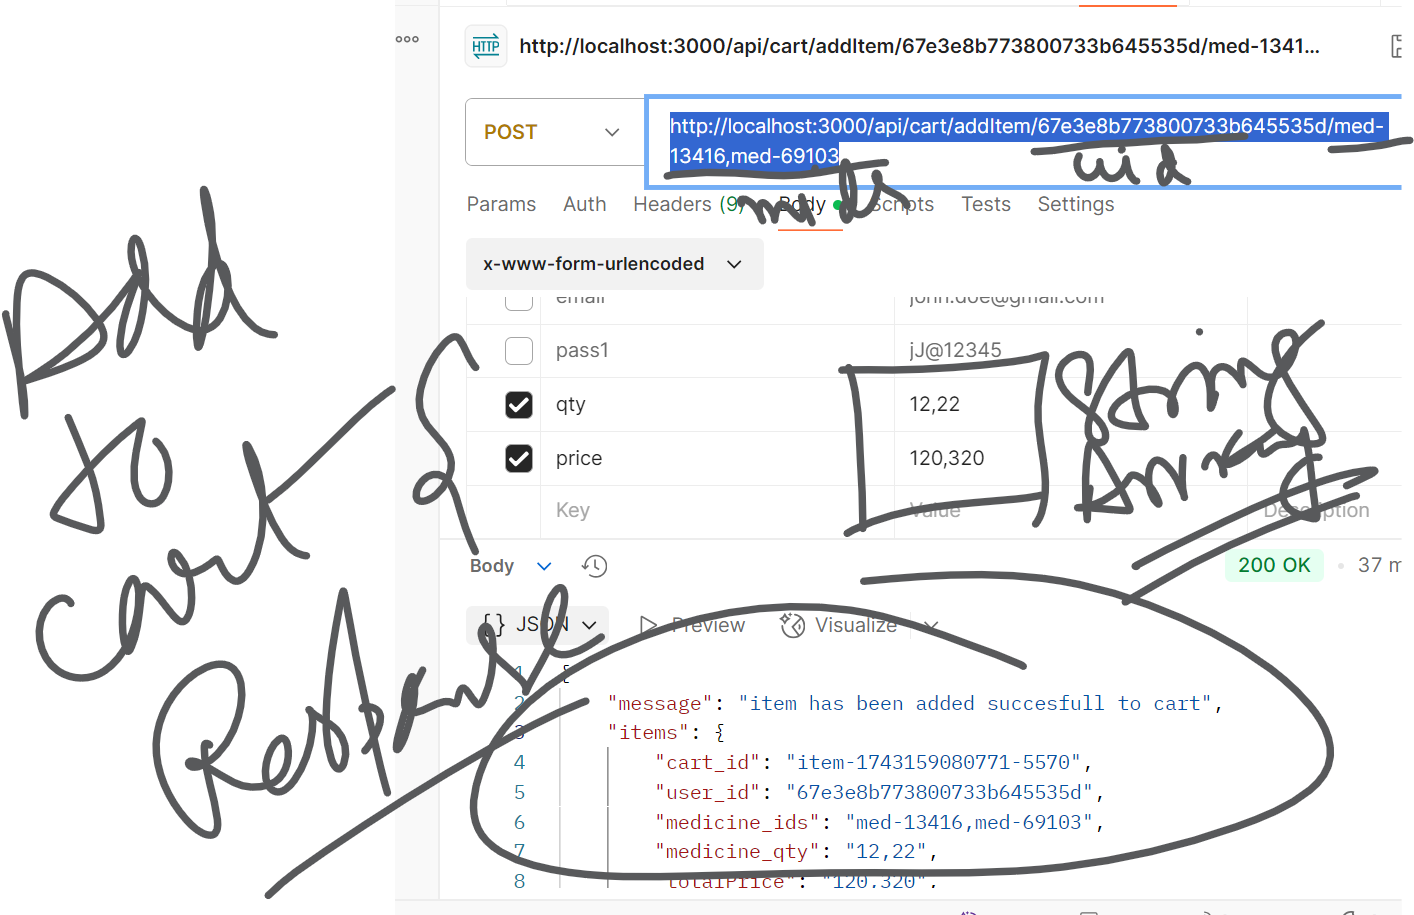 http://localhost:3000/api/cart/addItem/67e3e8b773800733b645535d/med-1341...
POST
http://localhost:3000/api/cart/addItem/67e3e8b773800733b645535d/med-
13416,med-69103
uid
Params Auth Headers (9) Body Scripts Tests Settings
x-www-form-urlencoded
email john.doe@gmail.com
pass1 jJ@12345
qty 12,22
price 120,320
Key Value Description
String
Array
Add
to
Cart
Response
Body 200 OK 37 m
{} JSON Preview Visualize
1 {
2 "message": "item has been added succesfull to cart",
3 "items": {
4 "cart_id": "item-1743159080771-5570",
5 "user_id": "67e3e8b773800733b645535d",
6 "medicine_ids": "med-13416,med-69103",
7 "medicine_qty": "12,22",
8 "totalPrice": "120,320",